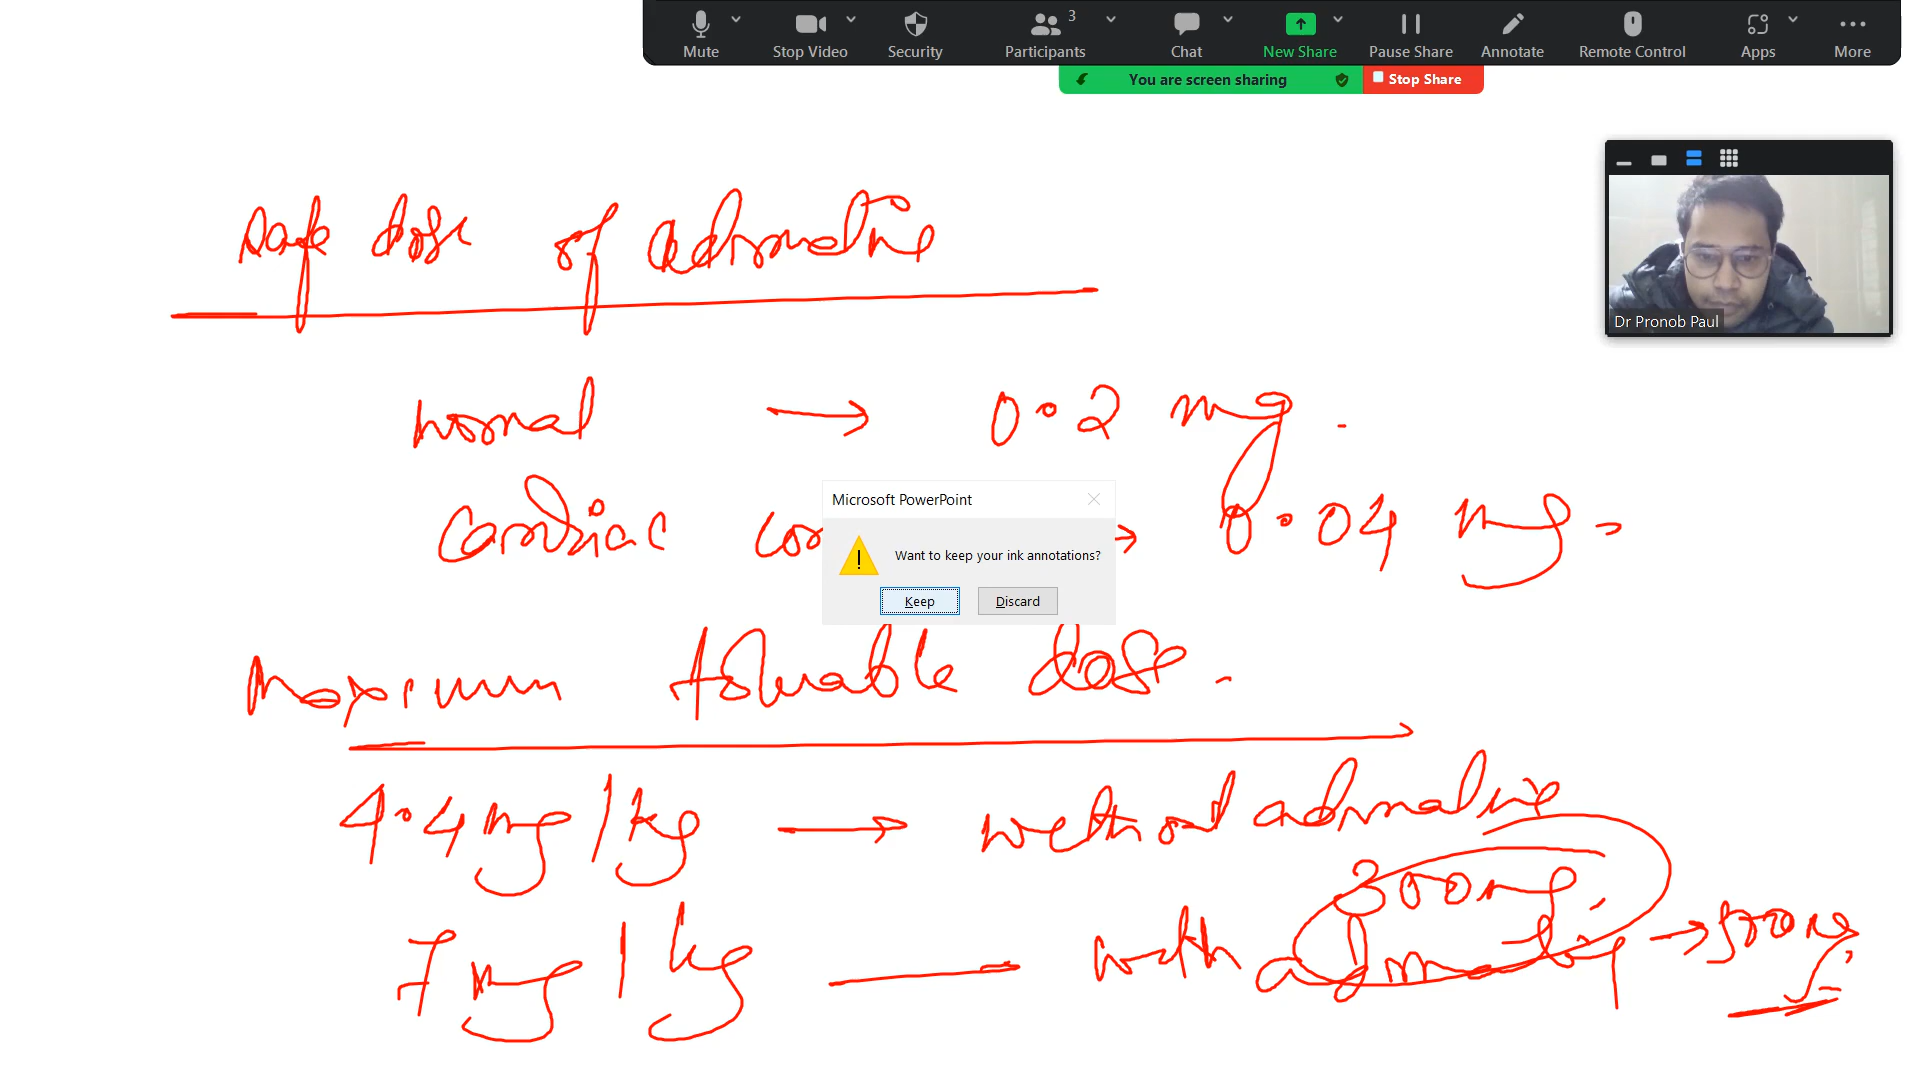 Mute
Stop Video
Security
Participants
3
Chat
New Share
Pause Share
Annotate
Remote Control
Apps
More
You are screen sharing
Stop Share
Dr Pronob Paul
safe dose of adrenaline
normal → 0.2 mg.
cardiac → 0.04 mg
Microsoft PowerPoint
Want to keep your ink annotations?
Keep
Discard
Maximum tolerable dose.
4.4 mg/kg → without adrenaline
300mg
7 mg/kg — with adrenaline → 500 mg